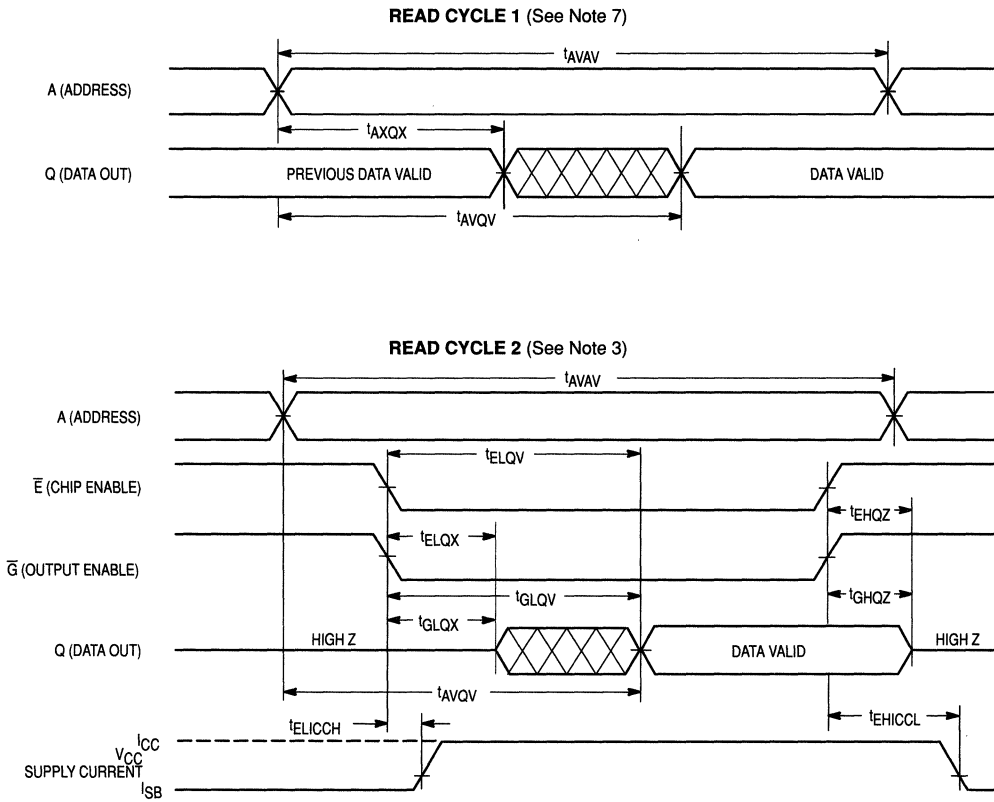 READ CYCLE 1 (See Note 7)
tAVAV
A (ADDRESS)
tAXQX
Q (DATA OUT)
PREVIOUS DATA VALID
DATA VALID
tAVQV
READ CYCLE 2 (See Note 3)
tAVAV
A (ADDRESS)
tELQV
E̅ (CHIP ENABLE)
tEHQZ
tELQX
G̅ (OUTPUT ENABLE)
tGLQV
tGHQZ
tGLQX
Q (DATA OUT)
HIGH Z
DATA VALID
HIGH Z
tAVQV
tELICCH
tEHICCL
ICC
VCC
SUPPLY CURRENT
ISB